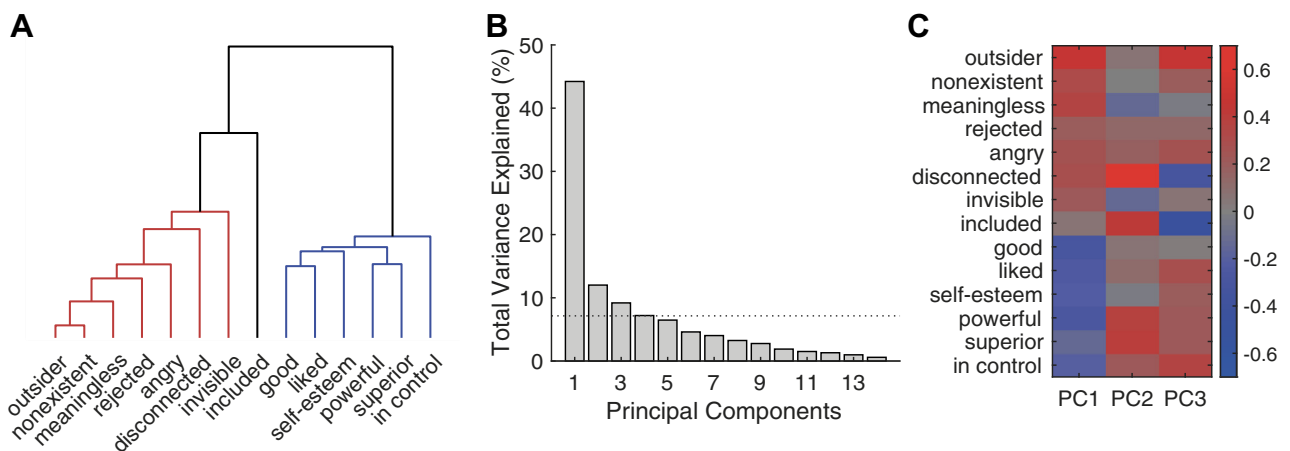 A
outsider
nonexistent
meaningless
rejected
angry
disconnected
invisible
included
good
liked
self-esteem
powerful
superior
in control
B
Total Variance Explained (%)
50
40
30
20
10
0
1
3
5
7
9
11
13
Principal Components
C
outsider
nonexistent
meaningless
rejected
angry
disconnected
invisible
included
good
liked
self-esteem
powerful
superior
in control
PC1 PC2 PC3
0.6
0.4
0.2
0
-0.2
-0.4
-0.6